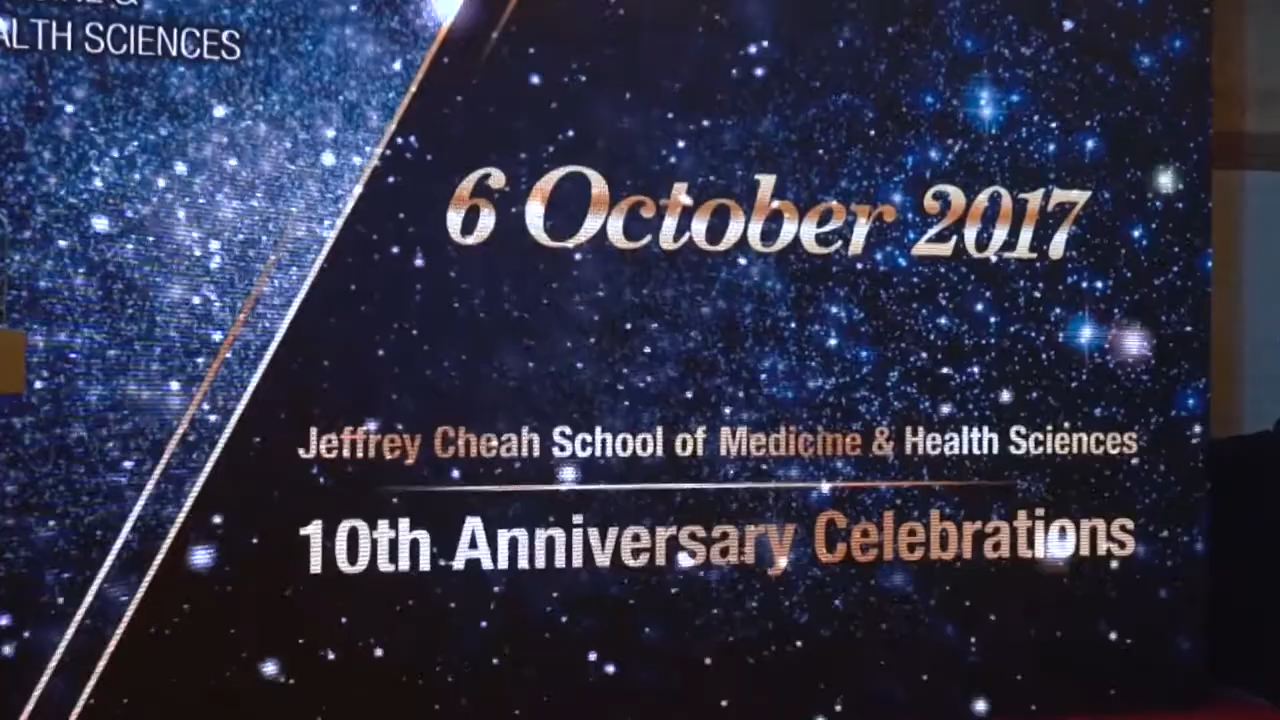 ALTH SCIENCES
6 October 2017
Jeffrey Cheah School of Medicine & Health Sciences
10th Anniversary Celebrations